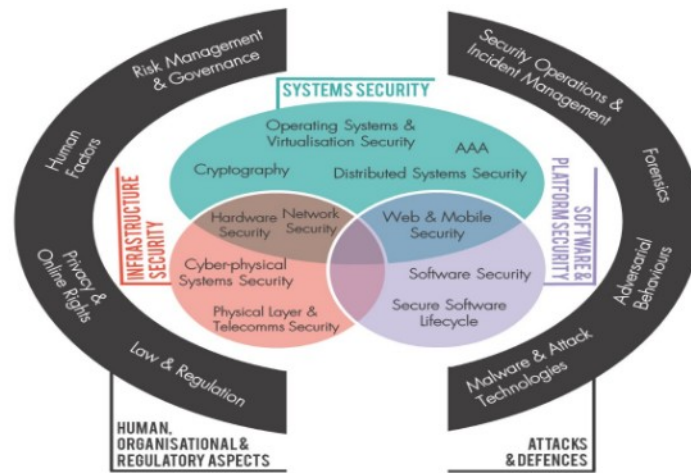 Risk Management
& Governance
Human
Factors
Privacy &
Online Rights
Law & Regulation
HUMAN,
ORGANISATIONAL &
REGULATORY ASPECTS
INFRASTRUCTURE
SECURITY
SYSTEMS SECURITY
Operating Systems &
Virtualisation Security
AAA
Cryptography
Distributed Systems Security
Hardware
Security
Network
Security
Web & Mobile
Security
Cyber-physical
Systems Security
Physical Layer &
Telecomms Security
Software Security
Secure Software
Lifecycle
SOFTWARE &
PLATFORM SECURITY
Security Operations &
Incident Management
Forensics
Adversarial
Behaviours
Malware & Attack
Technologies
ATTACKS
& DEFENCES